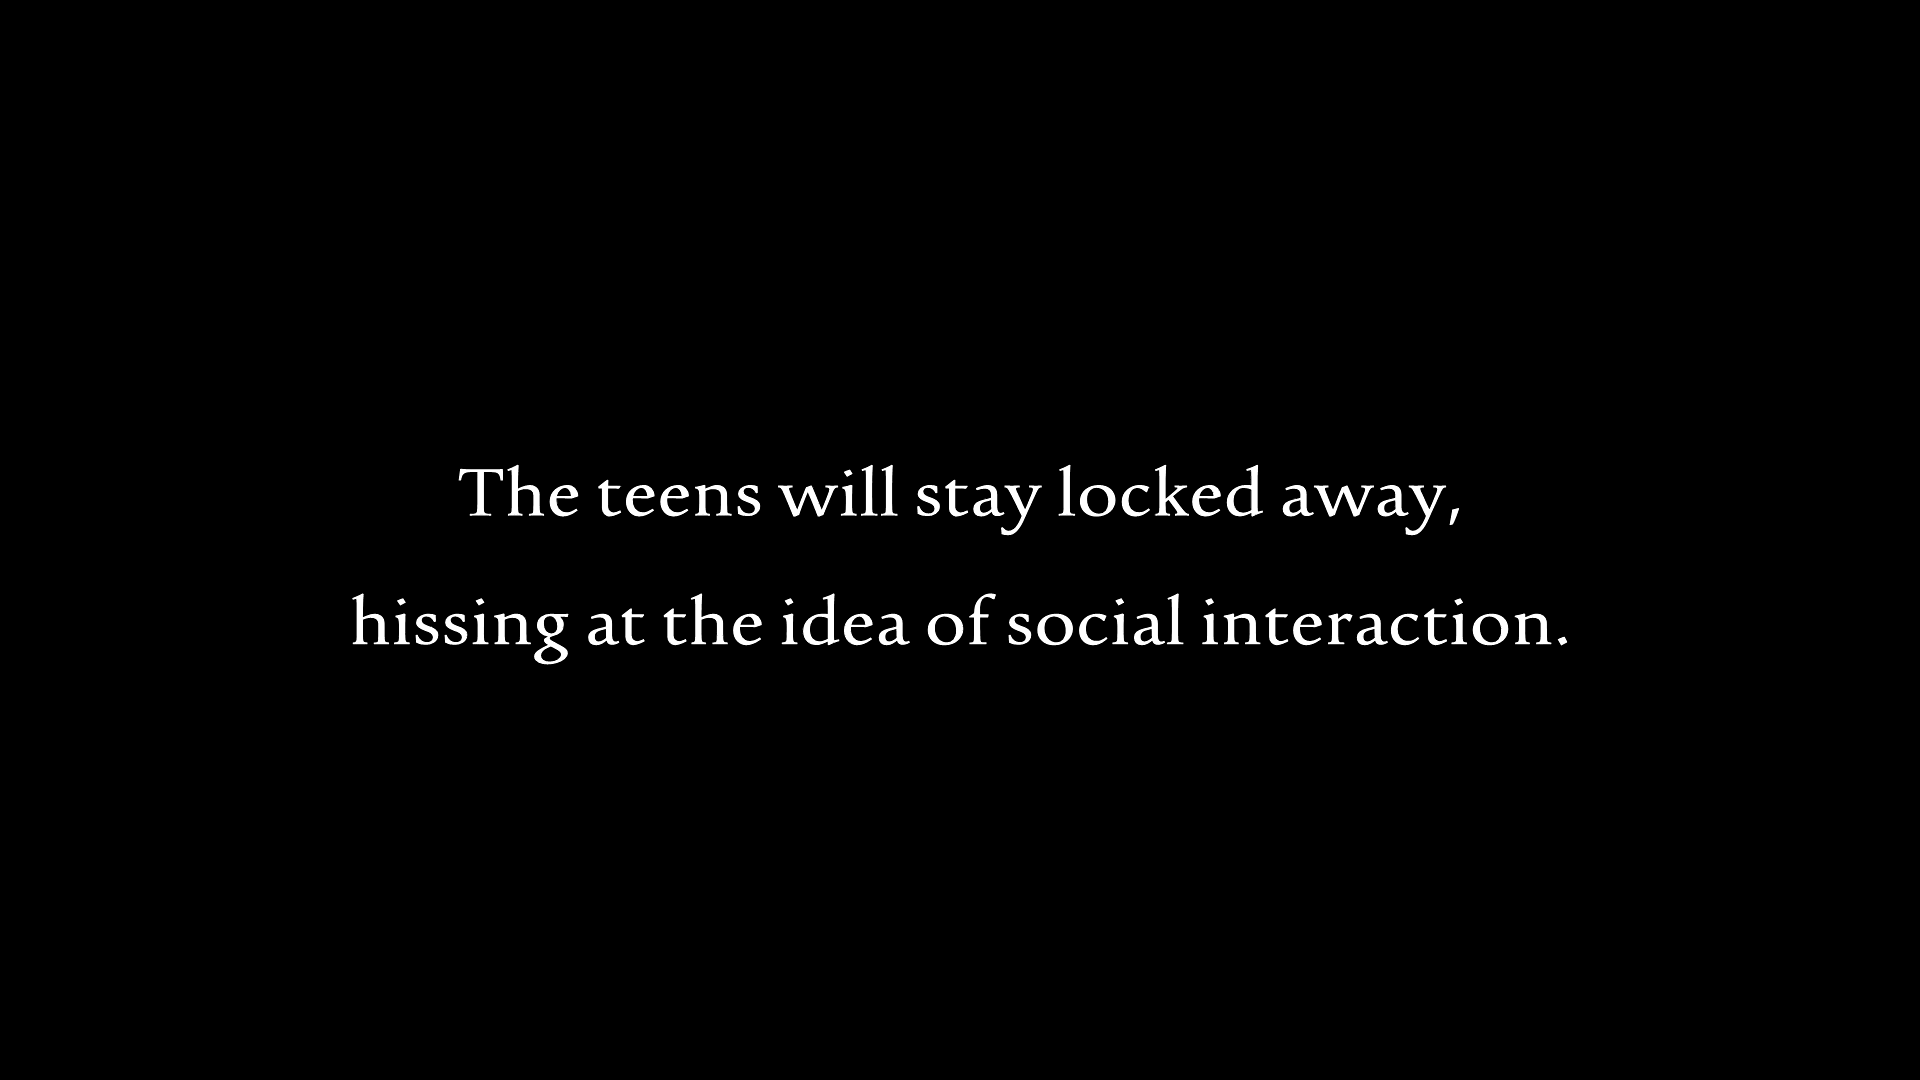 The teens will stay locked away,
hissing at the idea of social interaction.